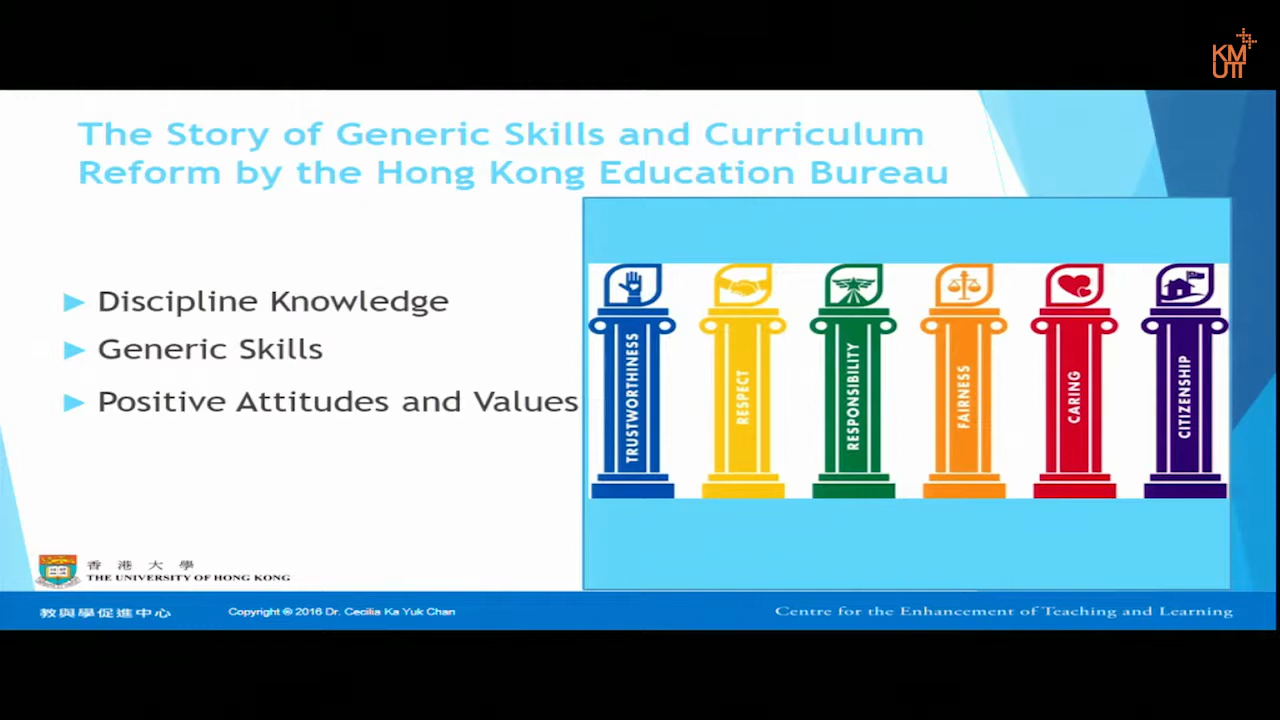 KM
UTT
The Story of Generic Skills and Curriculum
Reform by the Hong Kong Education Bureau
Discipline Knowledge
Generic Skills
Positive Attitudes and Values
TRUSTWORTHINESS
RESPECT
RESPONSIBILITY
FAIRNESS
CARING
CITIZENSHIP
香港大學
THE UNIVERSITY OF HONG KONG
教與學促進中心
Copyright © 2016 Dr. Cecilia Ka Yuk Chan
Centre for the Enhancement of Teaching and Learning